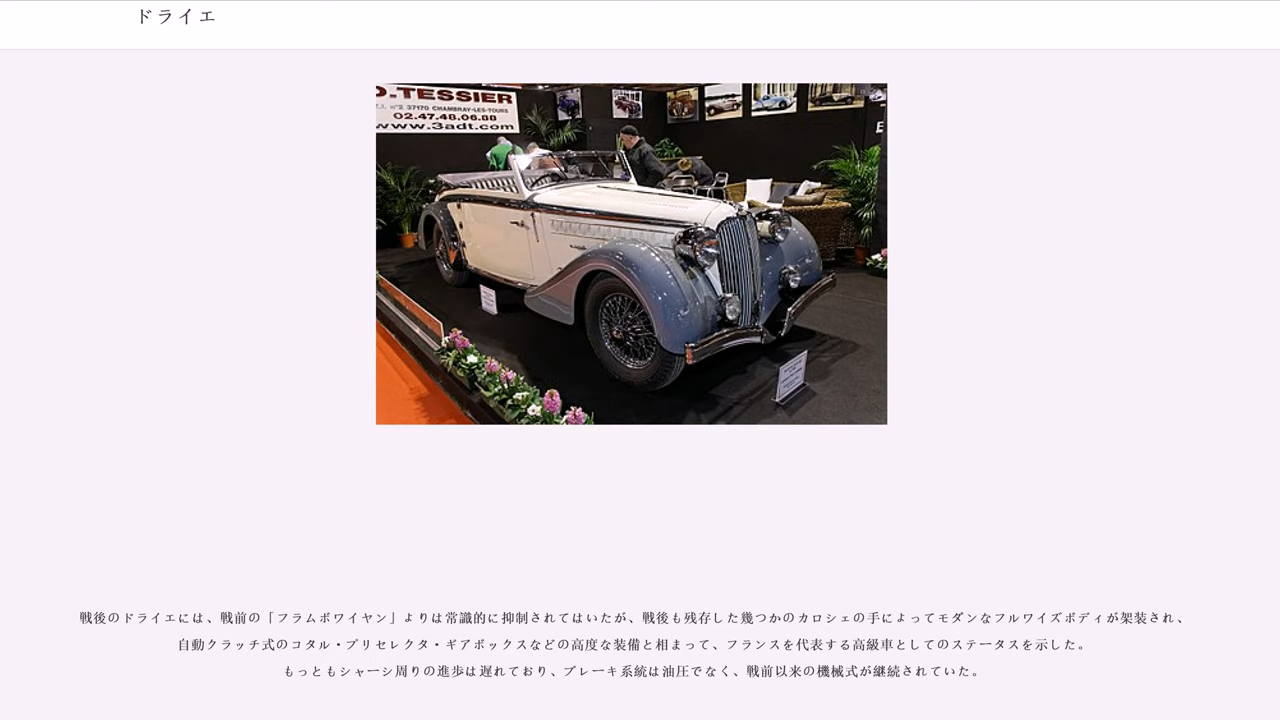 ドライエ
D.TESSIER
Z.I. n°2 37170 CHAMBRAY-LES-TOURS
02.47.48.06.88
www.3adt.com
戦後のドライエには、戦前の「フラムボワイヤン」よりは常識的に抑制されてはいたが、戦後も残存した幾つかのカロシェの手によってモダンなフルワイズボディが架装され、
自動クラッチ式のコタル・プリセレクタ・ギアボックスなどの高度な装備と相まって、フランスを代表する高級車としてのステータスを示した。
もっともシャーシ周りの進歩は遅れており、ブレーキ系統は油圧でなく、戦前以来の機械式が継続されていた。